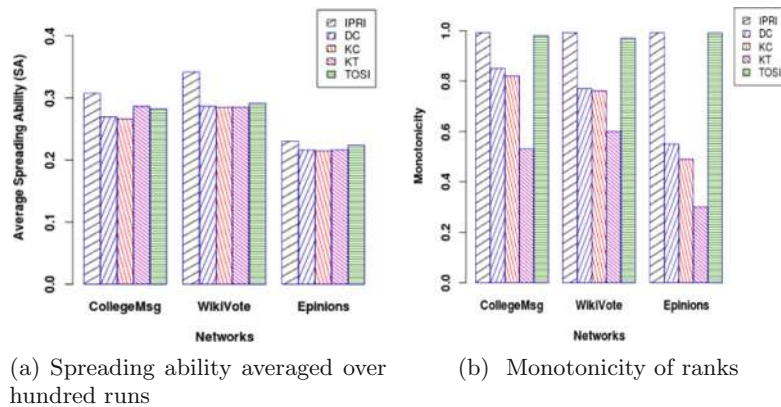 Average Spreading Ability (SA)
0.4
0.3
0.2
0.1
0.0
IPRI
DC
KC
KT
TOSI
CollegeMsg WikiVote Epinions
Networks
(a) Spreading ability averaged over
hundred runs
Monotonicity
1.0
0.8
0.6
0.4
0.2
0.0
IPRI
DC
KC
KT
TOSI
CollegeMsg WikiVote Epinions
Networks
(b) Monotonicity of ranks